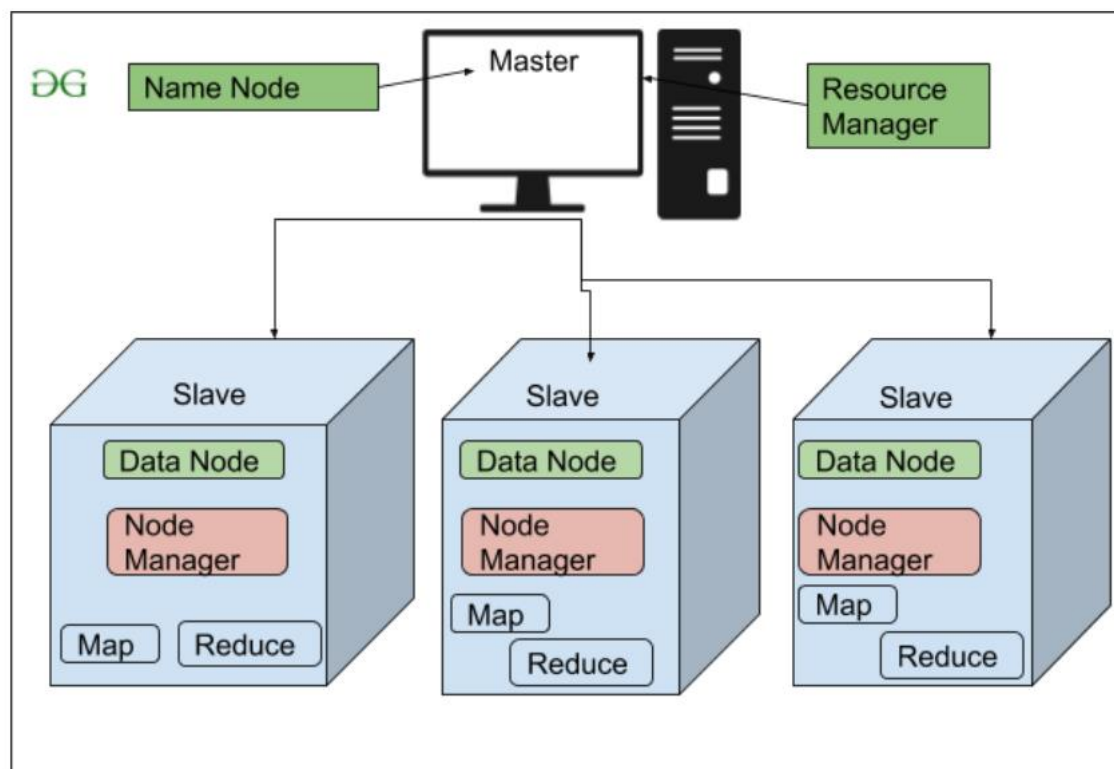 Master
Name Node
Resource
Manager
Slave
Slave
Slave
Data Node
Data Node
Data Node
Node
Manager
Node
Manager
Node
Manager
Map
Reduce
Map
Reduce
Map
Reduce